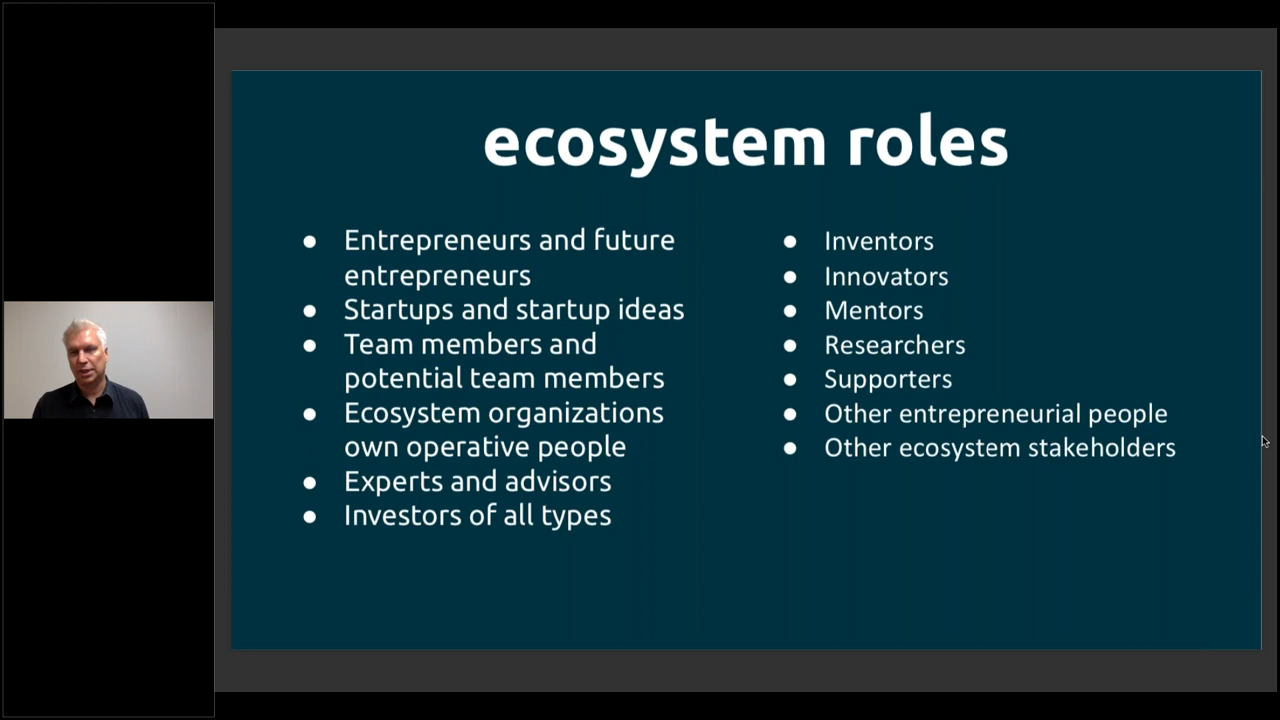 ecosystem roles
● Entrepreneurs and future
entrepreneurs
● Startups and startup ideas
● Team members and
potential team members
● Ecosystem organizations
own operative people
● Experts and advisors
● Investors of all types
● Inventors
● Innovators
● Mentors
● Researchers
● Supporters
● Other entrepreneurial people
● Other ecosystem stakeholders